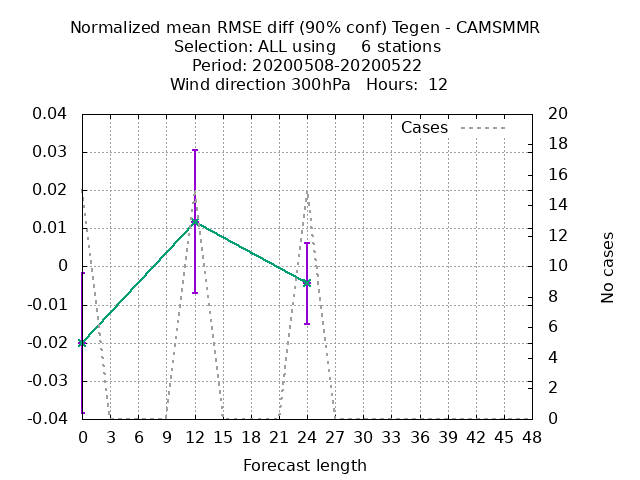 Normalized mean RMSE diff (90% conf) Tegen - CAMSMMR
Selection: ALL using 6 stations
Period: 20200508-20200522
Wind direction 300hPa Hours: 12
Cases
0.04
0.03
0.02
0.01
0
-0.01
-0.02
-0.03
-0.04
20
18
16
14
12
10
8
6
4
2
0
No cases
0 3 6 9 12 15 18 21 24 27 30 33 36 39 42 45 48
Forecast length